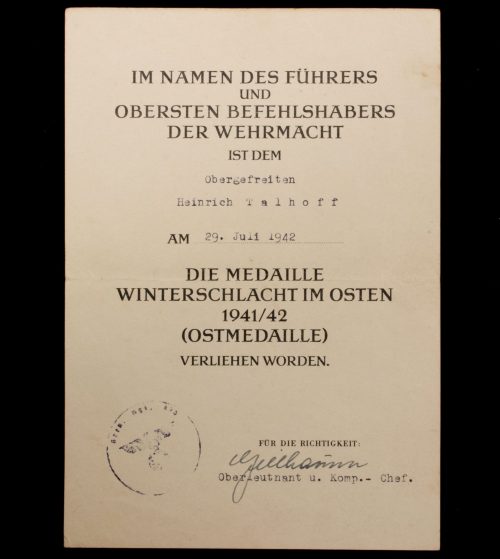 IM NAMEN DES FÜHRERS
UND
OBERSTEN BEFEHLSHABERS
DER WEHRMACHT
IST DEM
Obergefreiten
Heinrich Talhoff
AM 29. Juli 1942
DIE MEDAILLE
WINTERSCHLACHT IM OSTEN
1941/42
(OSTMEDAILLE)
VERLIEHEN WORDEN.
FÜR DIE RICHTIGKEIT:
Oberleutnant u. Komp.- Chef.